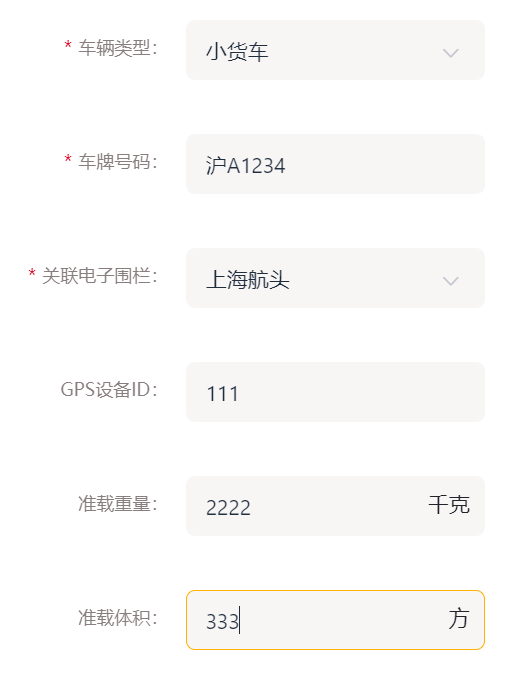 * 车辆类型： 小货车
* 车牌号码： 沪A1234
* 关联电子围栏： 上海航头
GPS设备ID： 111
准载重量： 2222 千克
准载体积： 333 方